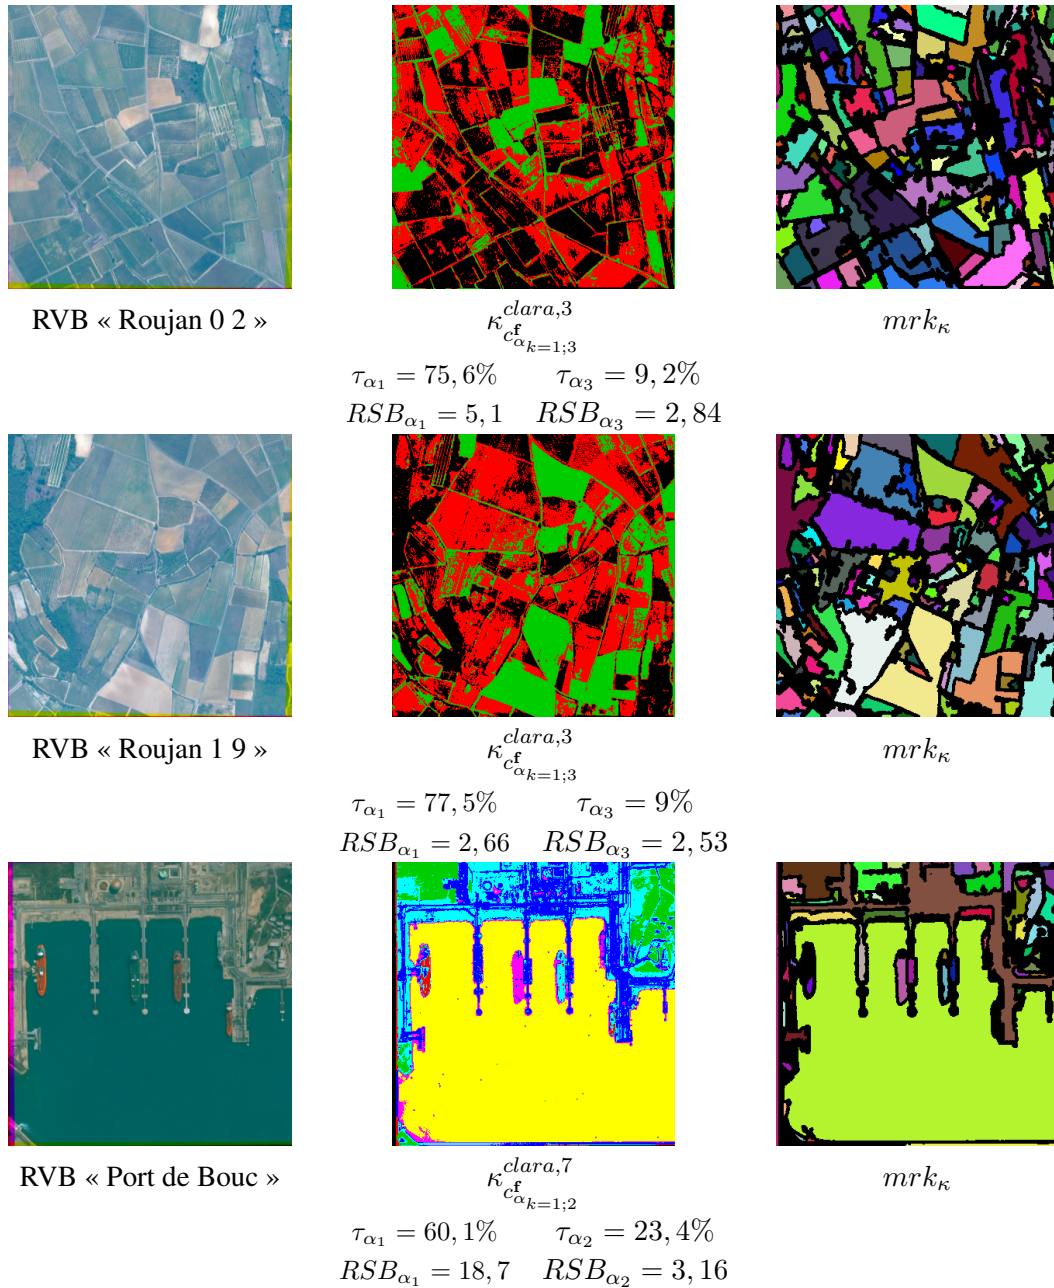 RVB « Roujan 0 2 » κ^{clara,3}_{c^{f}_{α_{k=1;3}}} mrk_κ
τ_{α_1} = 75,6% τ_{α_3} = 9,2%
RSB_{α_1} = 5,1 RSB_{α_3} = 2,84
RVB « Roujan 1 9 » κ^{clara,3}_{c^{f}_{α_{k=1;3}}} mrk_κ
τ_{α_1} = 77,5% τ_{α_3} = 9%
RSB_{α_1} = 2,66 RSB_{α_3} = 2,53
RVB « Port de Bouc » κ^{clara,7}_{c^{f}_{α_{k=1;2}}} mrk_κ
τ_{α_1} = 60,1% τ_{α_2} = 23,4%
RSB_{α_1} = 18,7 RSB_{α_2} = 3,16